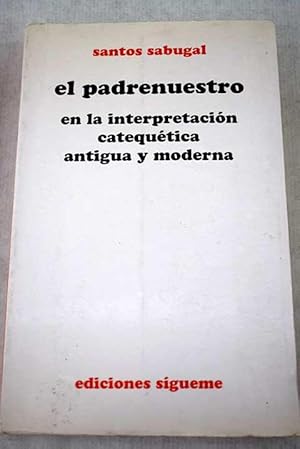 santos sabugal
el padrenuestro
en la interpretación
catequética
antigua y moderna
ediciones sígueme